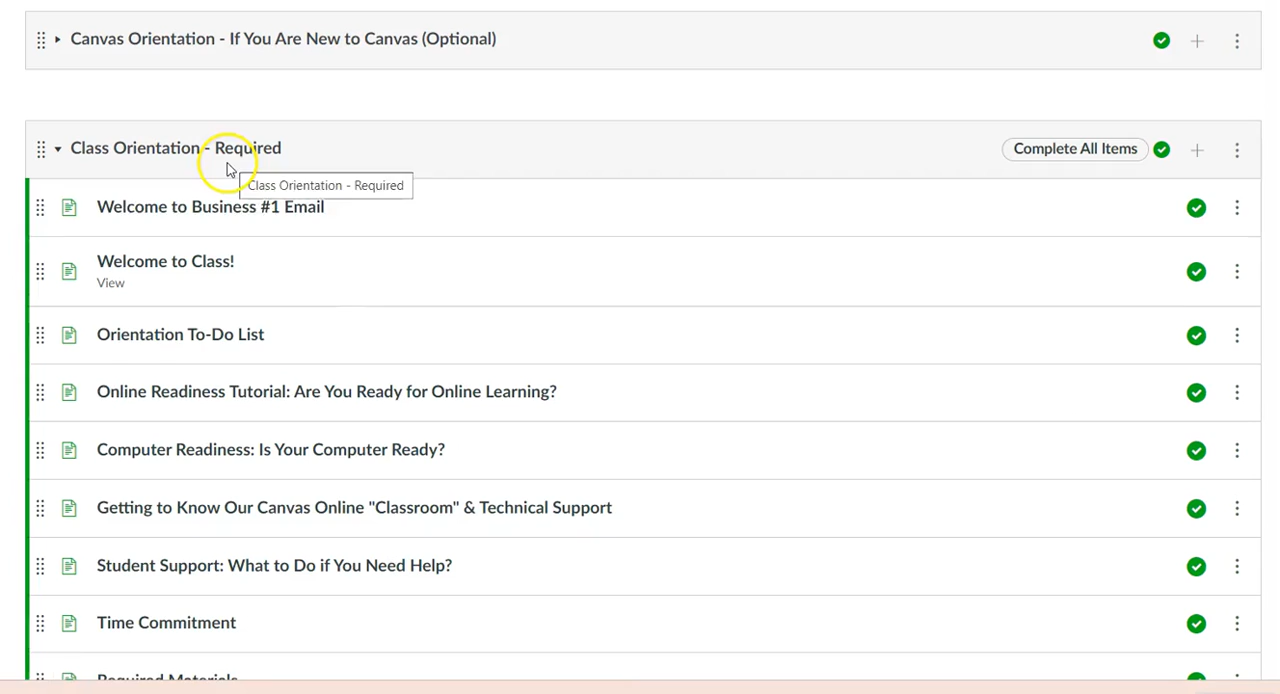 Canvas Orientation - If You Are New to Canvas (Optional)
Class Orientation - Required
Complete All Items
Class Orientation - Required
Welcome to Business #1 Email
Welcome to Class!
View
Orientation To-Do List
Online Readiness Tutorial: Are You Ready for Online Learning?
Computer Readiness: Is Your Computer Ready?
Getting to Know Our Canvas Online "Classroom" & Technical Support
Student Support: What to Do if You Need Help?
Time Commitment
Required Materials